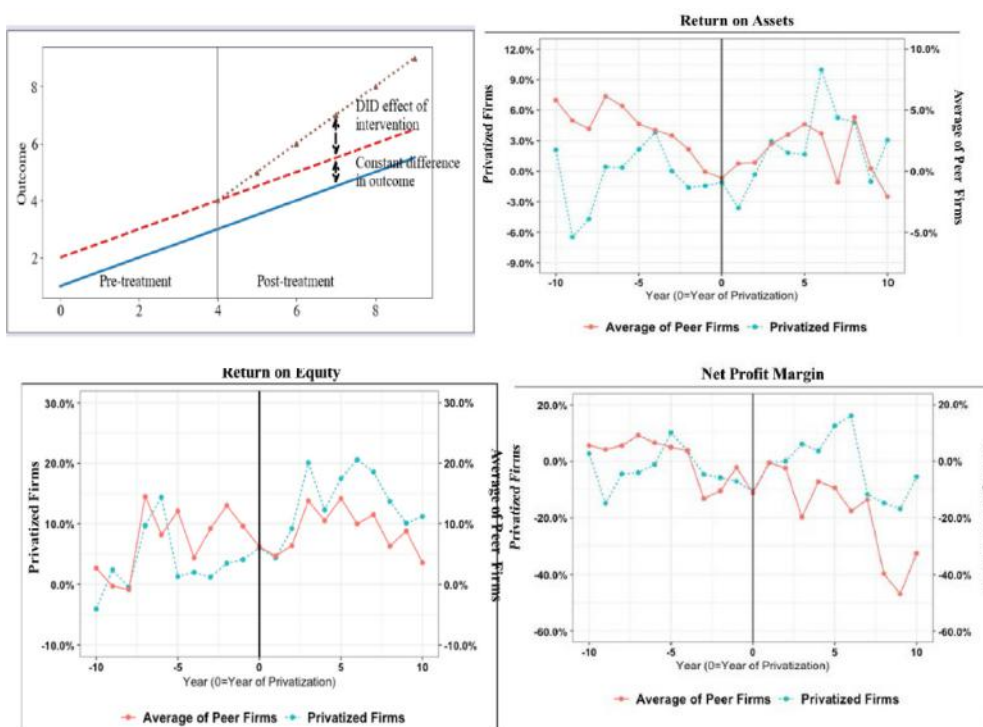 Outcome
8
6
4
2
DID effect of
intervention
Constant difference
in outcome
Pre-treatment
Post-treatment
0 2 4 6 8
Return on Assets
Privatized Firms
12.0%
9.0%
6.0%
3.0%
0.0%
-3.0%
-6.0%
-9.0%
10.0%
5.0%
0.0%
-5.0%
Average of Peer Firms
-10 -5 0 5 10
Year (0=Year of Privatization)
Average of Peer Firms Privatized Firms
Return on Equity
Privatized Firms
30.0%
20.0%
10.0%
0.0%
-10.0%
30.0%
20.0%
10.0%
0.0%
-10.0%
Average of Peer Firms
-10 -5 0 5 10
Year (0=Year of Privatization)
Average of Peer Firms Privatized Firms
Net Profit Margin
Privatized Firms
20.0%
0.0%
-20.0%
-40.0%
-60.0%
20.0%
0.0%
-20.0%
-40.0%
-60.0%
-10 -5 0 5 10
Year (0=Year of Privatization)
Average of Peer Firms Privatized Firms